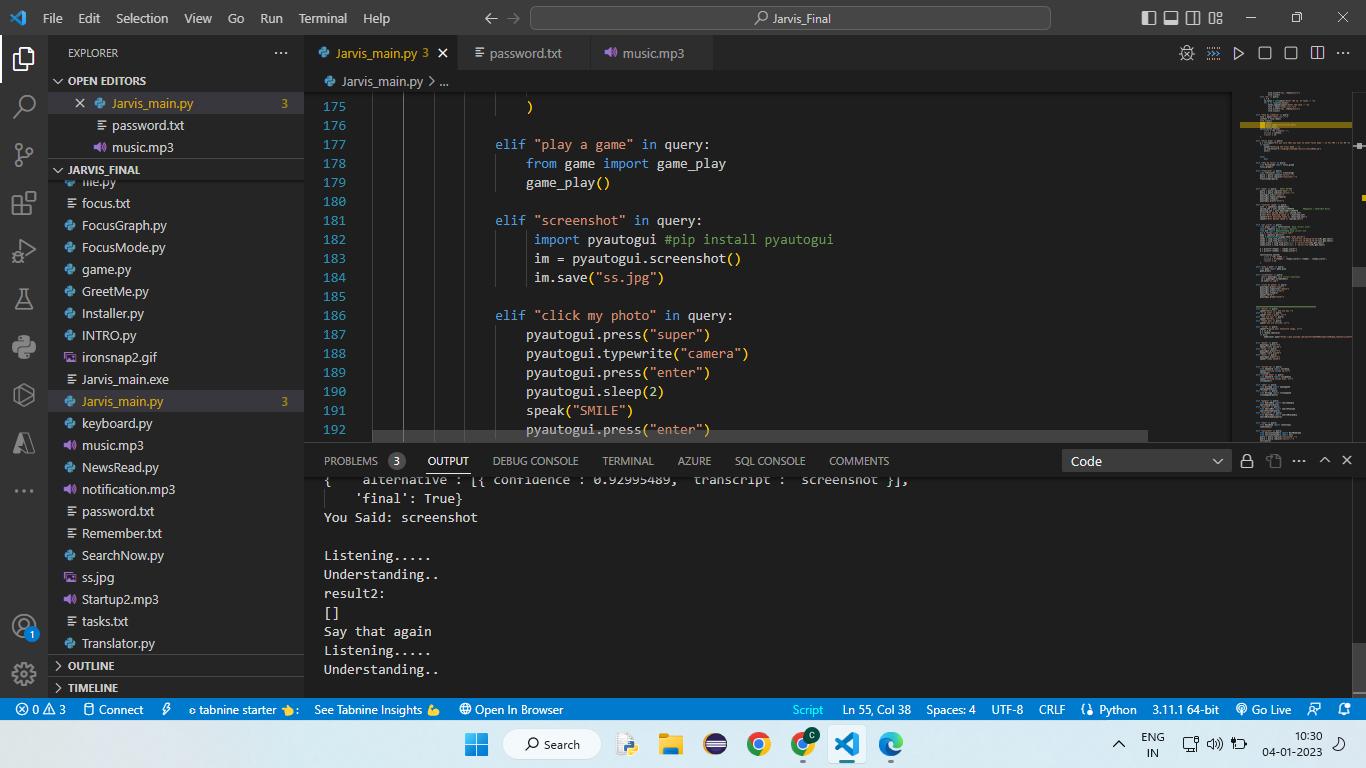 File Edit Selection View Go Run Terminal Help
Jarvis_Final
EXPLORER
OPEN EDITORS
Jarvis_main.py 3
password.txt
music.mp3
JARVIS_FINAL
file.py
focus.txt
FocusGraph.py
FocusMode.py
game.py
GreetMe.py
Installer.py
INTRO.py
ironsnap2.gif
Jarvis_main.exe
Jarvis_main.py 3
keyboard.py
music.mp3
NewsRead.py
notification.mp3
password.txt
Remember.txt
SearchNow.py
ss.jpg
Startup2.mp3
tasks.txt
Translator.py
OUTLINE
TIMELINE
Jarvis_main.py 3 password.txt music.mp3
Jarvis_main.py > ...
175 )
176
177 elif "play a game" in query:
178 from game import game_play
179 game_play()
180
181 elif "screenshot" in query:
182 import pyautogui #pip install pyautogui
183 im = pyautogui.screenshot()
184 im.save("ss.jpg")
185
186 elif "click my photo" in query:
187 pyautogui.press("super")
188 pyautogui.typewrite("camera")
189 pyautogui.press("enter")
190 pyautogui.sleep(2)
191 speak("SMILE")
192 pyautogui.press("enter")
PROBLEMS 3 OUTPUT DEBUG CONSOLE TERMINAL AZURE SQL CONSOLE COMMENTS
Code
{ 'alternative': [{'confidence': 0.92995489, 'transcript': 'screenshot'}],
'final': True}
You Said: screenshot
Listening.....
Understanding..
result2:
[]
Say that again
Listening.....
Understanding..
1
0 3 Connect tabnine starter : See Tabnine Insights Open In Browser
Script Ln 55, Col 38 Spaces: 4 UTF-8 CRLF Python 3.11.1 64-bit Go Live
Search
C
ENG
IN
10:30
04-01-2023